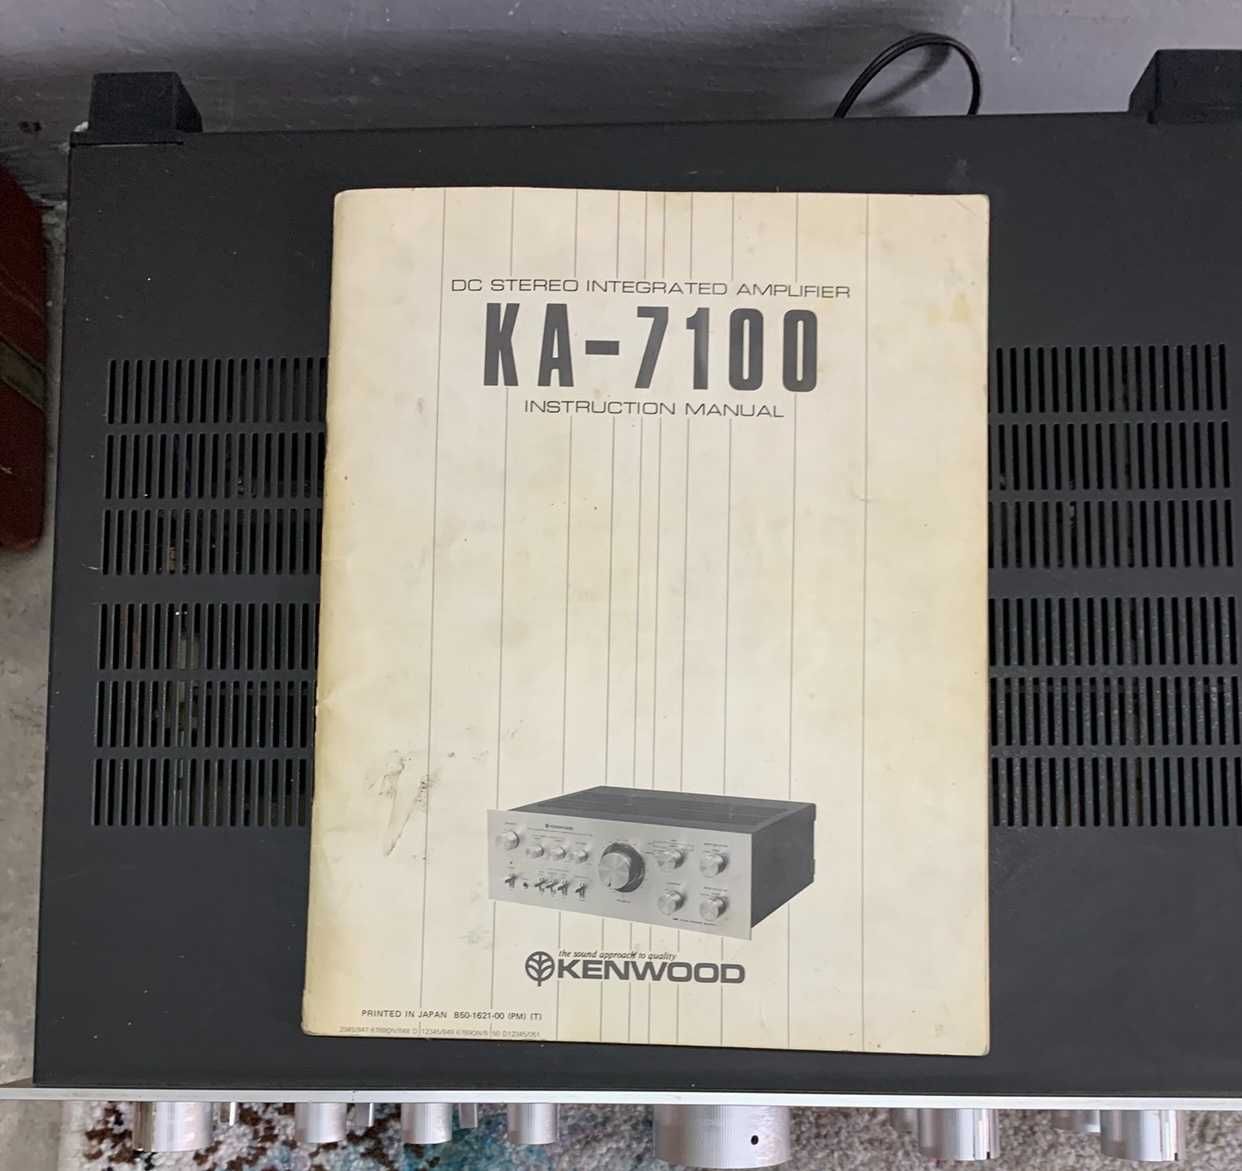 DC STEREO INTEGRATED AMPLIFIER
KA-7100
INSTRUCTION MANUAL
KENWOOD
the sound approach to quality
KENWOOD
PRINTED IN JAPAN B50-1621-00 (PM) (T)